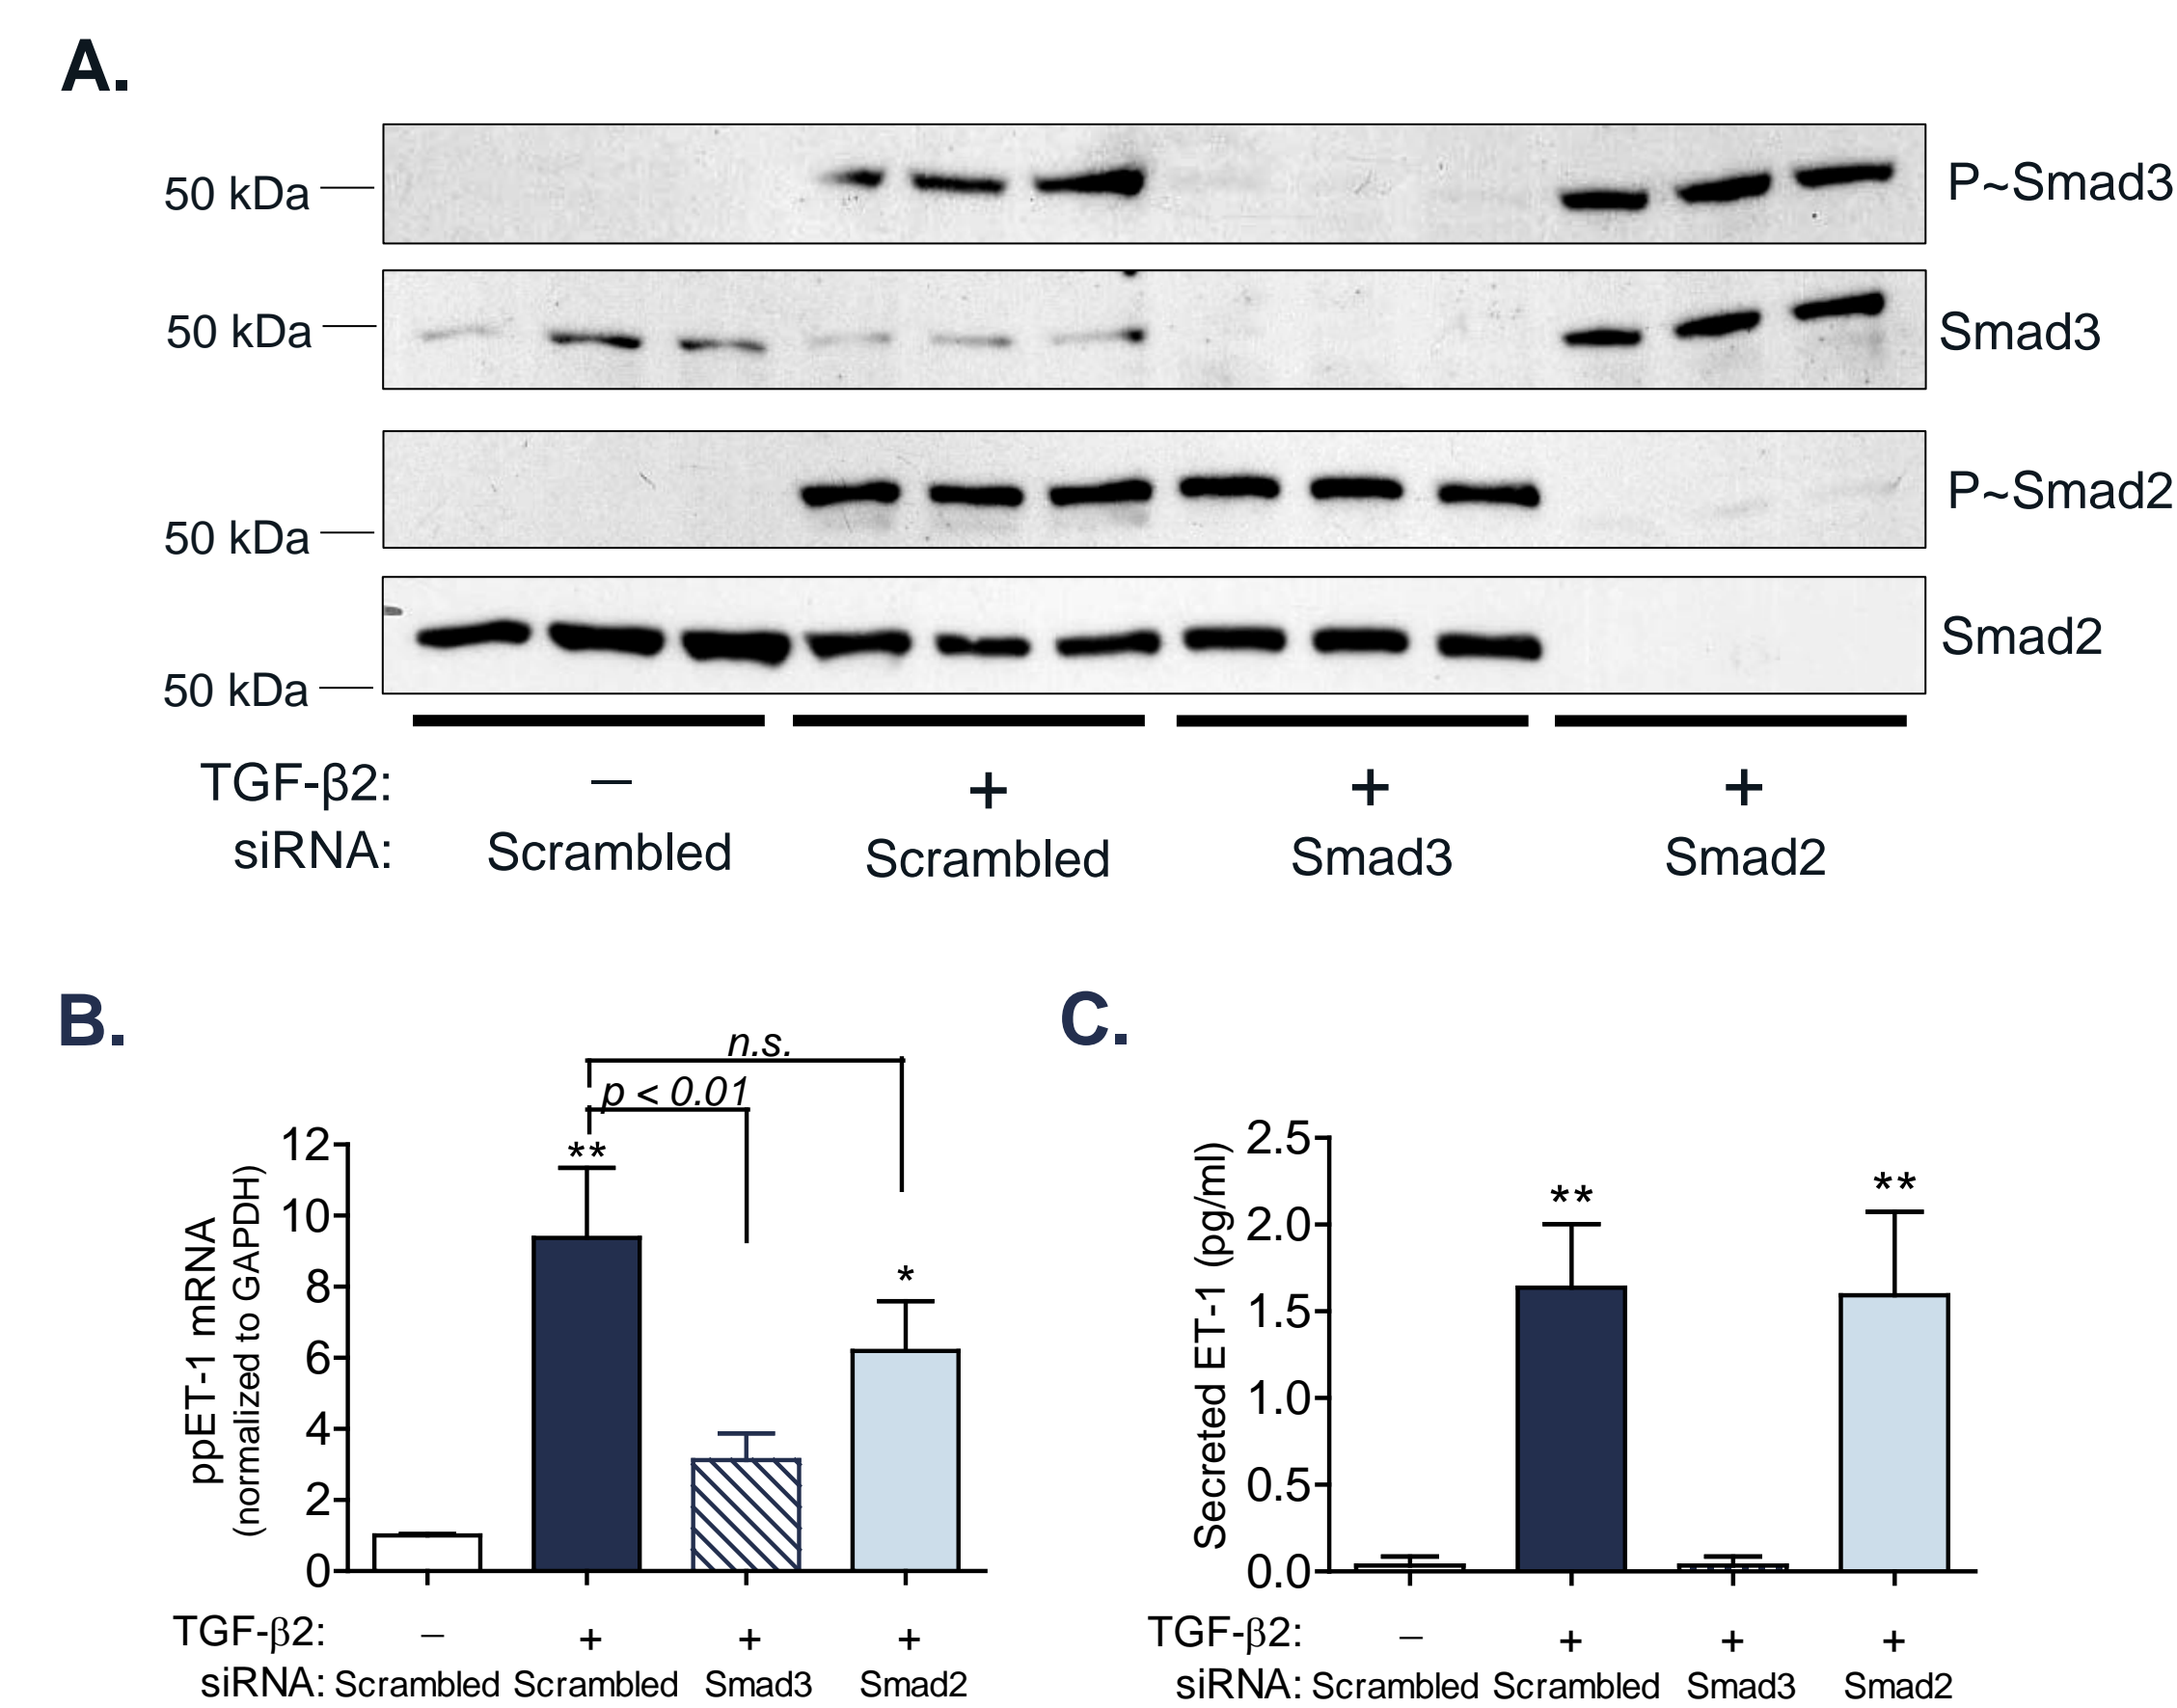 A.
50 kDa P~Smad3
50 kDa Smad3
50 kDa P~Smad2
50 kDa Smad2
TGF-β2: – + + +
siRNA: Scrambled Scrambled Smad3 Smad2
B.
n.s.
p < 0.01
**
*
ppET-1 mRNA
(normalized to GAPDH)
12
10
8
6
4
2
0
TGF-β2: – + + +
siRNA: Scrambled Scrambled Smad3 Smad2
C.
** **
Secreted ET-1 (pg/ml)
2.5
2.0
1.5
1.0
0.5
0.0
TGF-β2: – + + +
siRNA: Scrambled Scrambled Smad3 Smad2